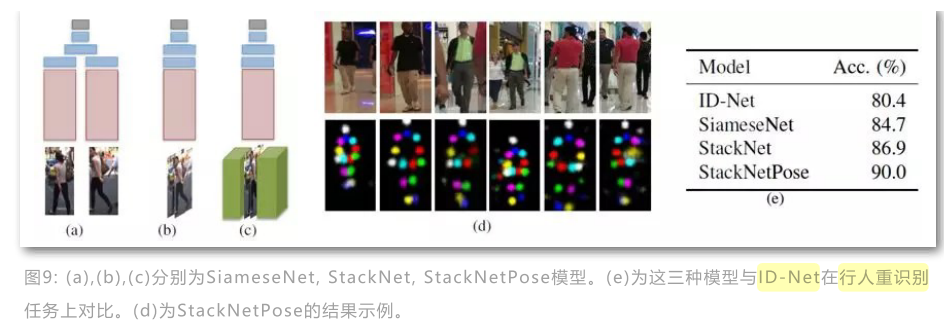 Model Acc. (%)
ID-Net 80.4
SiameseNet 84.7
StackNet 86.9
StackNetPose 90.0
(a)
(b)
(c)
(d)
(e)
图9: (a),(b),(c)分别为SiameseNet, StackNet, StackNetPose模型。(e)为这三种模型与ID-Net在行人重识别
任务上对比。(d)为StackNetPose的结果示例。